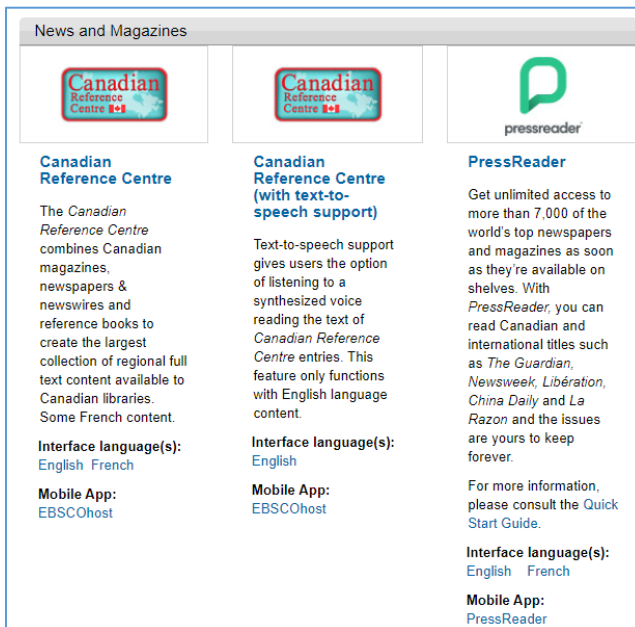 News and Magazines
Canadian
Reference
Centre
Canadian
Reference Centre
The Canadian
Reference Centre
combines Canadian
magazines,
newspapers &
newswires and
reference books to
create the largest
collection of regional full
text content available to
Canadian libraries.
Some French content.
Interface language(s):
English French
Mobile App:
EBSCOhost
Canadian
Reference
Centre
Canadian
Reference Centre
(with text-to-
speech support)
Text-to-speech support
gives users the option
of listening to a
synthesized voice
reading the text of
Canadian Reference
Centre entries. This
feature only functions
with English language
content.
Interface language(s):
English
Mobile App:
EBSCOhost
pressreader
PressReader
Get unlimited access to
more than 7,000 of the
world's top newspapers
and magazines as soon
as they're available on
shelves. With
PressReader, you can
read Canadian and
international titles such
as The Guardian,
Newsweek, Libération,
China Daily and La
Razon and the issues
are yours to keep
forever.
For more information,
please consult the Quick
Start Guide.
Interface language(s):
English French
Mobile App:
PressReader